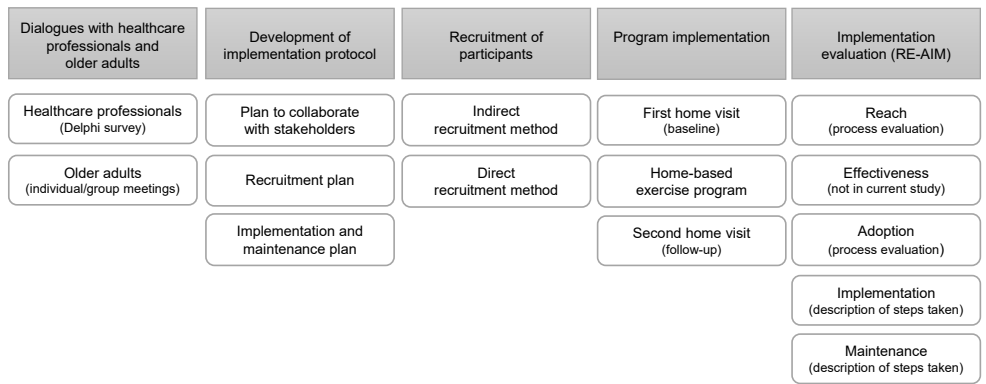 Dialogues with healthcare
professionals and
older adults
Healthcare professionals
(Delphi survey)
Older adults
(individual/group meetings)
Development of
implementation protocol
Plan to collaborate
with stakeholders
Recruitment plan
Implementation and
maintenance plan
Recruitment of
participants
Indirect
recruitment method
Direct
recruitment method
Program implementation
First home visit
(baseline)
Home-based
exercise program
Second home visit
(follow-up)
Implementation
evaluation (RE-AIM)
Reach
(process evaluation)
Effectiveness
(not in current study)
Adoption
(process evaluation)
Implementation
(description of steps taken)
Maintenance
(description of steps taken)